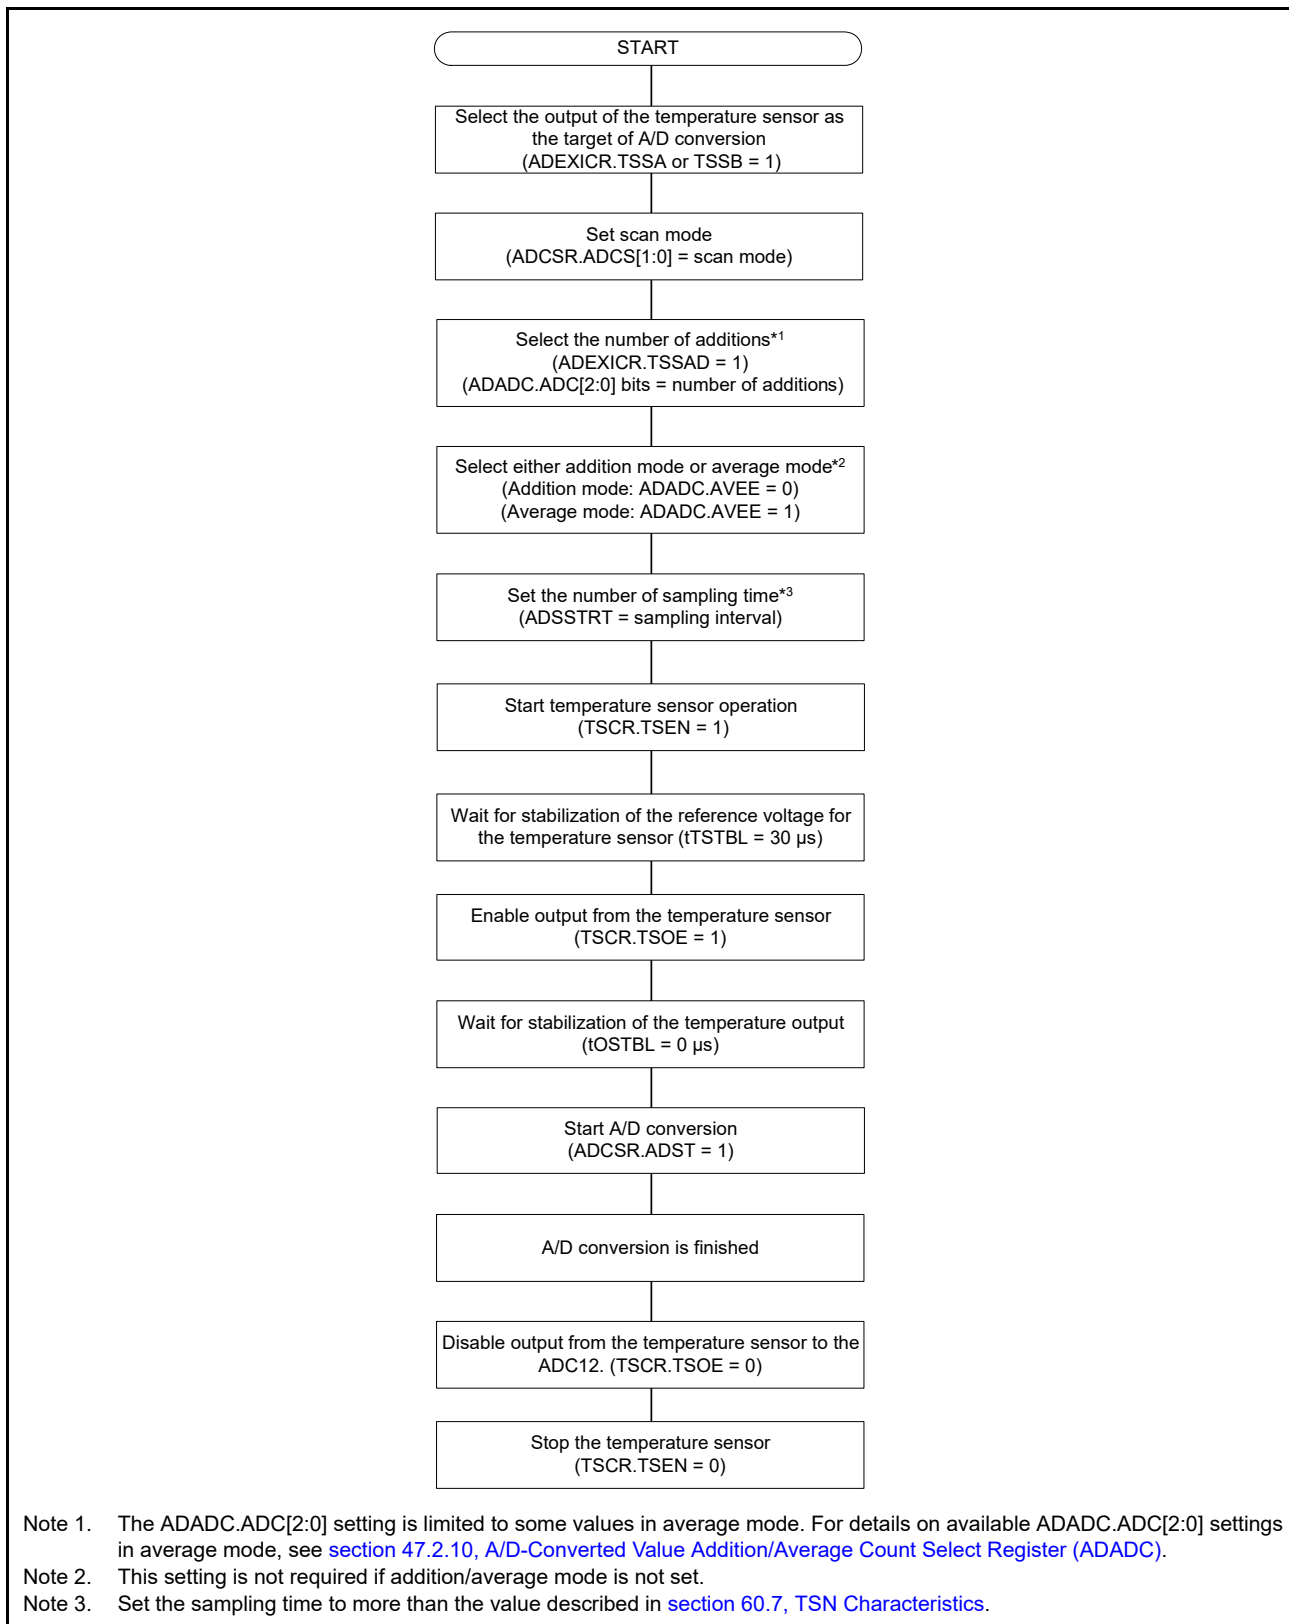 START
Select the output of the temperature sensor as
the target of A/D conversion
(ADEXICR.TSSA or TSSB = 1)
Set scan mode
(ADCSR.ADCS[1:0] = scan mode)
Select the number of additions*1
(ADEXICR.TSSAD = 1)
(ADADC.ADC[2:0] bits = number of additions)
Select either addition mode or average mode*2
(Addition mode: ADADC.AVEE = 0)
(Average mode: ADADC.AVEE = 1)
Set the number of sampling time*3
(ADSSTRT = sampling interval)
Start temperature sensor operation
(TSCR.TSEN = 1)
Wait for stabilization of the reference voltage for
the temperature sensor (tTSTBL = 30 µs)
Enable output from the temperature sensor
(TSCR.TSOE = 1)
Wait for stabilization of the temperature output
(tOSTBL = 0 µs)
Start A/D conversion
(ADCSR.ADST = 1)
A/D conversion is finished
Disable output from the temperature sensor to the
ADC12. (TSCR.TSOE = 0)
Stop the temperature sensor
(TSCR.TSEN = 0)
Note 1. The ADADC.ADC[2:0] setting is limited to some values in average mode. For details on available ADADC.ADC[2:0] settings
in average mode, see section 47.2.10, A/D-Converted Value Addition/Average Count Select Register (ADADC).
Note 2. This setting is not required if addition/average mode is not set.
Note 3. Set the sampling time to more than the value described in section 60.7, TSN Characteristics.